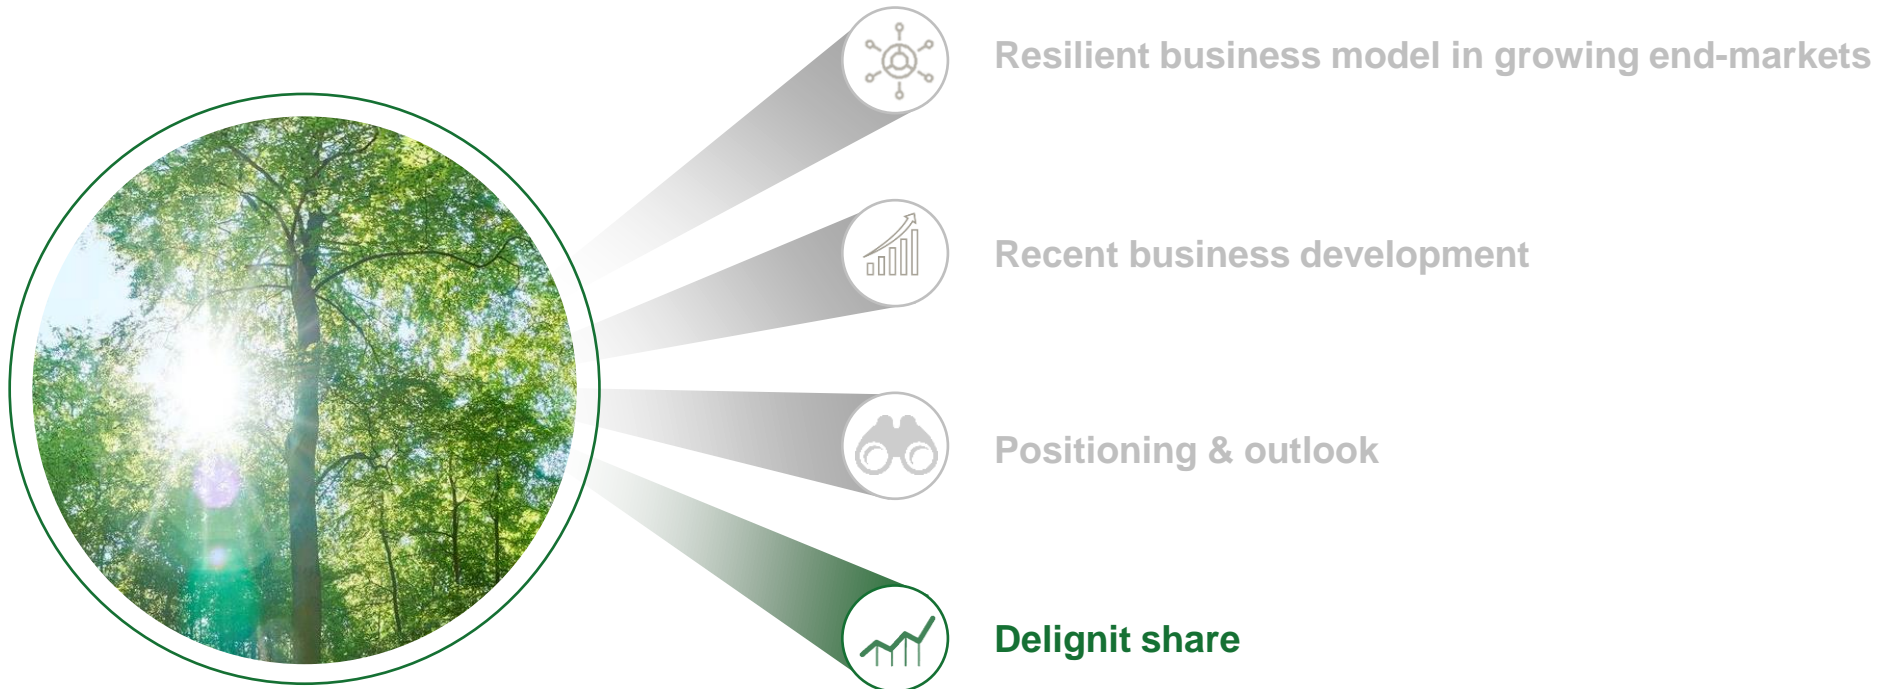 Resilient business model in growing end-markets
Recent business development
Positioning & outlook
Delignit share